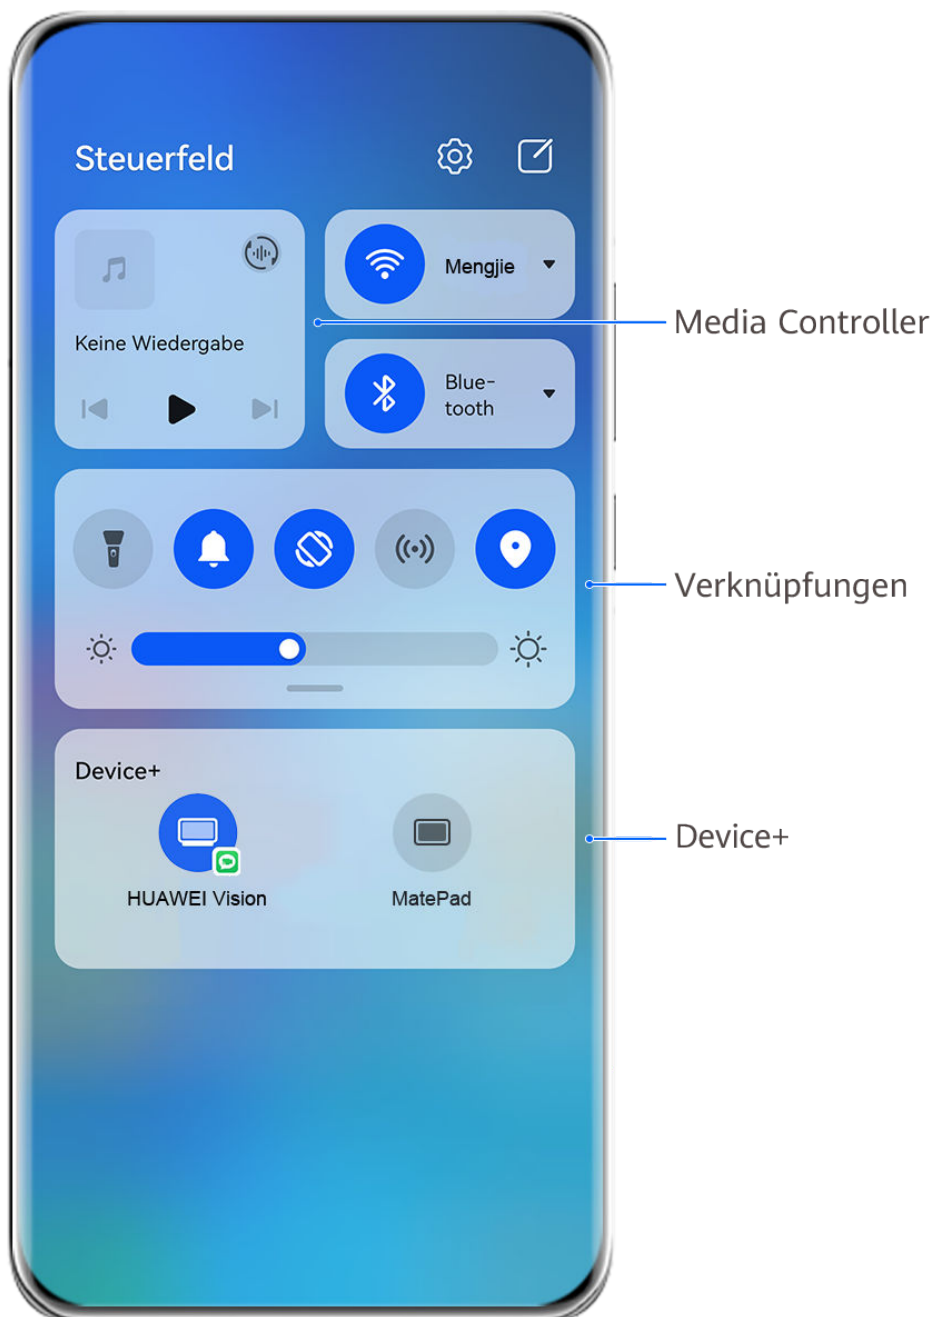 Steuerfeld
Mengjie
Keine Wiedergabe
Blue-
tooth
Media Controller
Verknüpfungen
Device+
HUAWEI Vision
MatePad
Device+